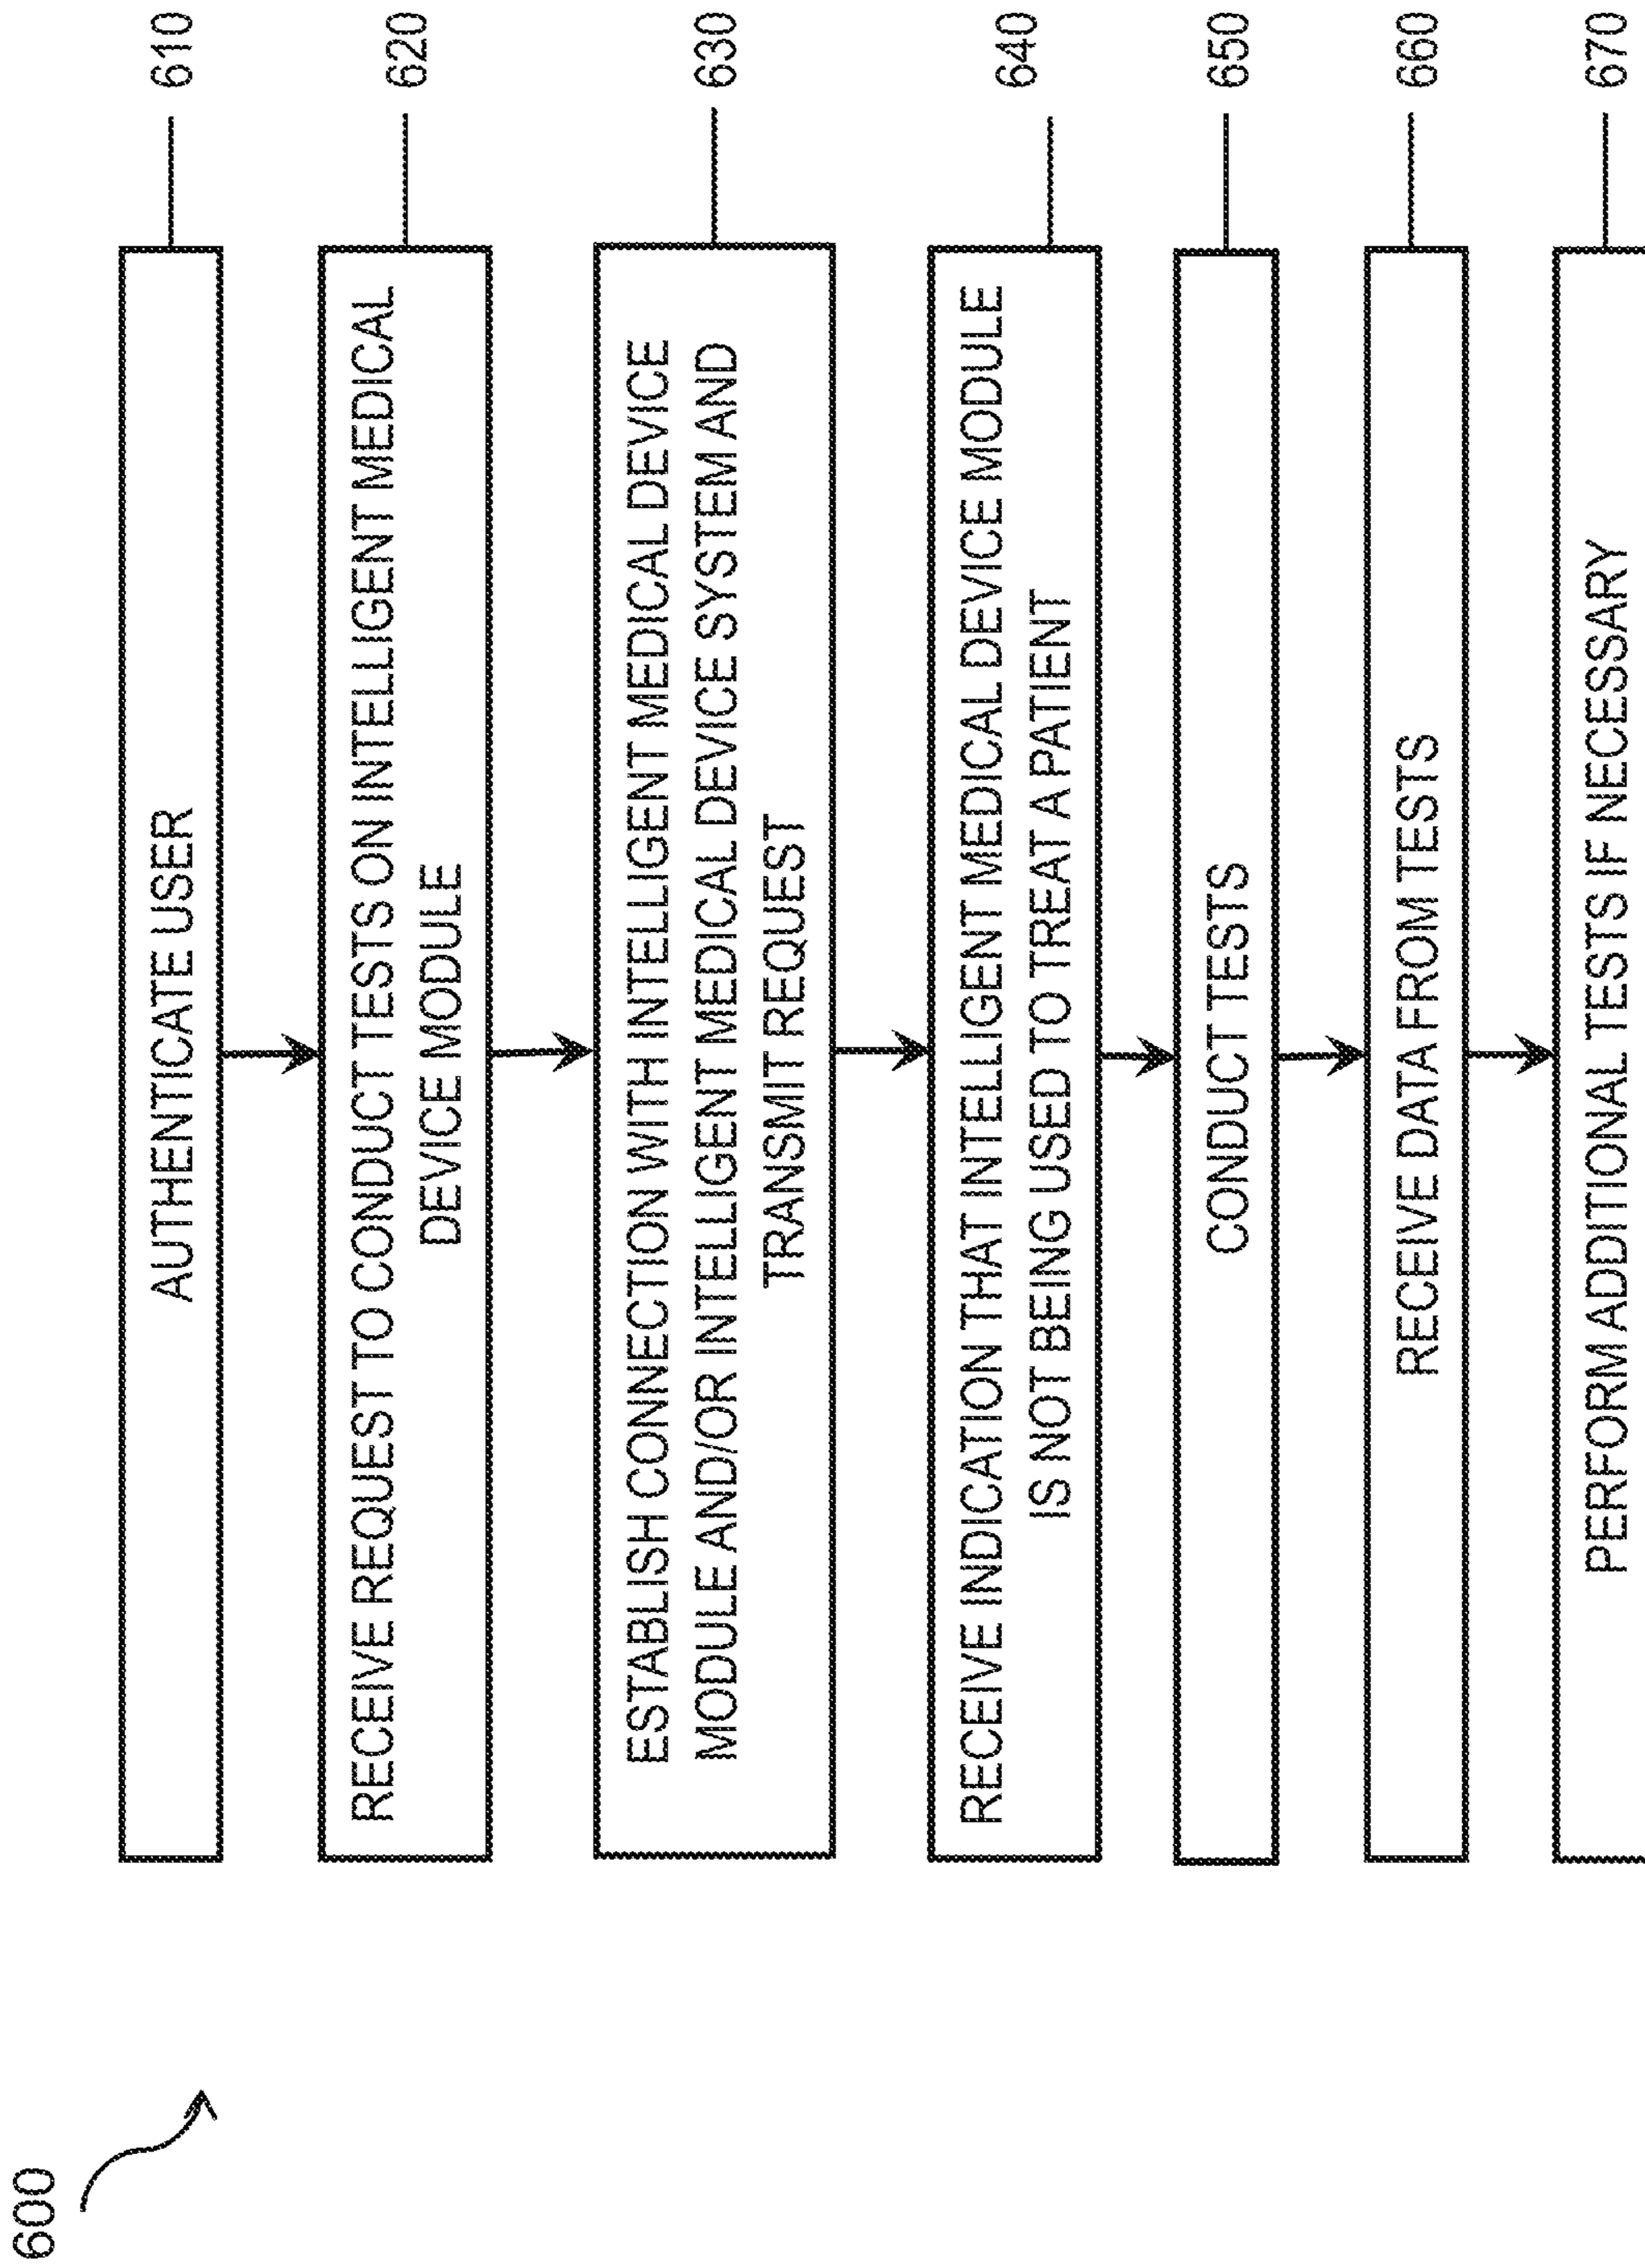 600
AUTHENTICATE USER
610
RECEIVE REQUEST TO CONDUCT TESTS ON INTELLIGENT MEDICAL
DEVICE MODULE
620
ESTABLISH CONNECTION WITH INTELLIGENT MEDICAL DEVICE
MODULE AND/OR INTELLIGENT MEDICAL DEVICE SYSTEM AND
TRANSMIT REQUEST
630
RECEIVE INDICATION THAT INTELLIGENT MEDICAL DEVICE MODULE
IS NOT BEING USED TO TREAT A PATIENT
640
CONDUCT TESTS
650
RECEIVE DATA FROM TESTS
660
PERFORM ADDITIONAL TESTS IF NECESSARY
670